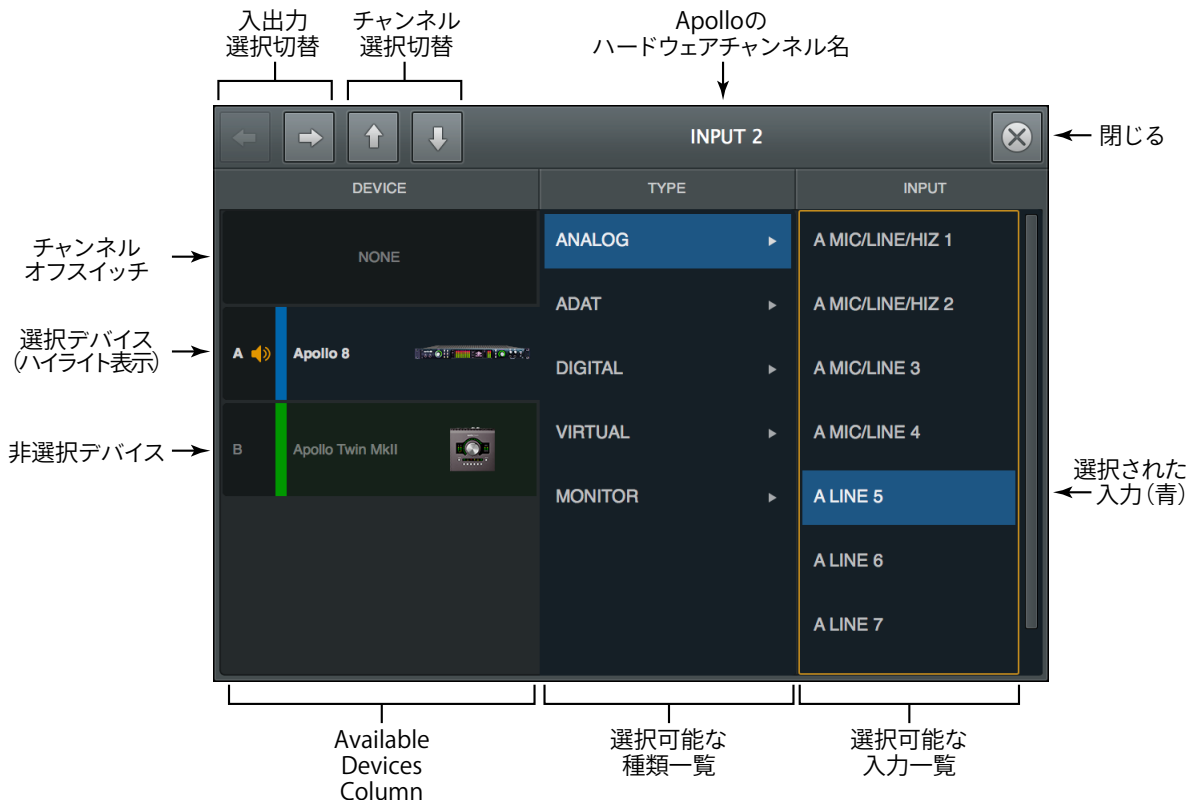 入出力
選択切替
チャンネル
選択切替
Apolloの
ハードウェアチャンネル名
INPUT 2
閉じる
DEVICE
TYPE
INPUT
チャンネル
オフスイッチ
NONE
ANALOG
A MIC/LINE/HIZ 1
ADAT
A MIC/LINE/HIZ 2
選択デバイス
（ハイライト表示）
A
Apollo 8
DIGITAL
A MIC/LINE 3
非選択デバイス
B
Apollo Twin MkII
VIRTUAL
A MIC/LINE 4
MONITOR
A LINE 5
選択された
入力（青）
A LINE 6
A LINE 7
Available
Devices
Column
選択可能な
種類一覧
選択可能な
入力一覧